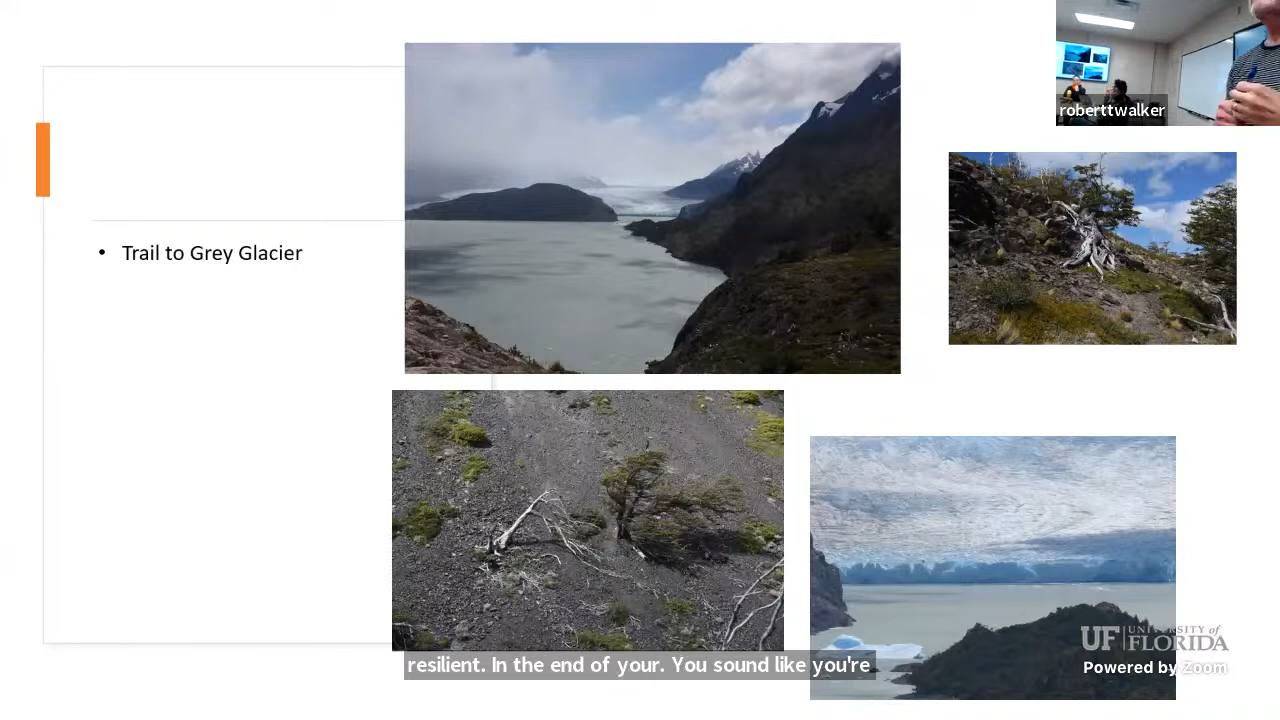 roberttwalker
• Trail to Grey Glacier
UF UNIVERSITY of
FLORIDA
resilient. In the end of your. You sound like you're
Powered by Zoom